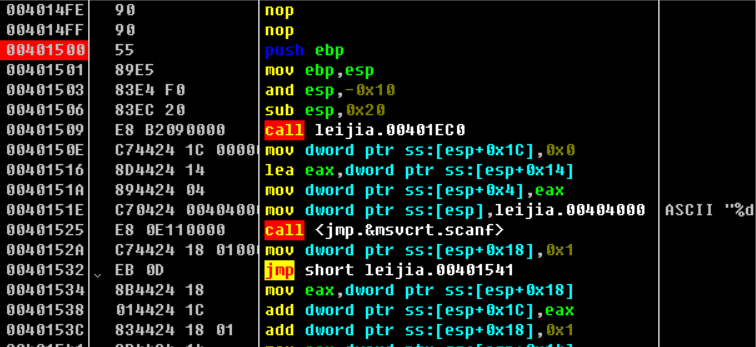 004014FE 90 nop
004014FF 90 nop
00401500 55 push ebp
00401501 89E5 mov ebp,esp
00401503 83E4 F0 and esp,-0x10
00401506 83EC 20 sub esp,0x20
00401509 E8 B2090000 call leijia.00401EC0
0040150E C74424 1C 0000 mov dword ptr ss:[esp+0x1C],0x0
00401516 8D4424 14 lea eax,dword ptr ss:[esp+0x14]
0040151A 894424 04 mov dword ptr ss:[esp+0x4],eax
0040151E C70424 00404000 mov dword ptr ss:[esp],leijia.00404000 ASCII "%d
00401525 E8 0E110000 call <jmp.&msvcrt.scanf>
0040152A C74424 18 0100 mov dword ptr ss:[esp+0x18],0x1
00401532 EB 0D jmp short leijia.00401541
00401534 8B4424 18 mov eax,dword ptr ss:[esp+0x18]
00401538 014424 1C add dword ptr ss:[esp+0x1C],eax
0040153C 834424 18 01 add dword ptr ss:[esp+0x18],0x1